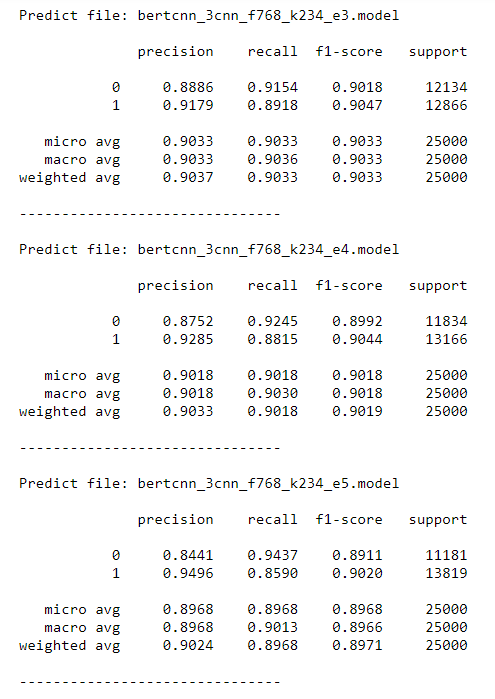 Predict file: bertcnn_3cnn_f768_k234_e3.model
precision recall f1-score support
0 0.8886 0.9154 0.9018 12134
1 0.9179 0.8918 0.9047 12866
micro avg 0.9033 0.9033 0.9033 25000
macro avg 0.9033 0.9036 0.9033 25000
weighted avg 0.9037 0.9033 0.9033 25000
-------------------------------
Predict file: bertcnn_3cnn_f768_k234_e4.model
precision recall f1-score support
0 0.8752 0.9245 0.8992 11834
1 0.9285 0.8815 0.9044 13166
micro avg 0.9018 0.9018 0.9018 25000
macro avg 0.9018 0.9030 0.9018 25000
weighted avg 0.9033 0.9018 0.9019 25000
-------------------------------
Predict file: bertcnn_3cnn_f768_k234_e5.model
precision recall f1-score support
0 0.8441 0.9437 0.8911 11181
1 0.9496 0.8590 0.9020 13819
micro avg 0.8968 0.8968 0.8968 25000
macro avg 0.8968 0.9013 0.8966 25000
weighted avg 0.9024 0.8968 0.8971 25000
-------------------------------